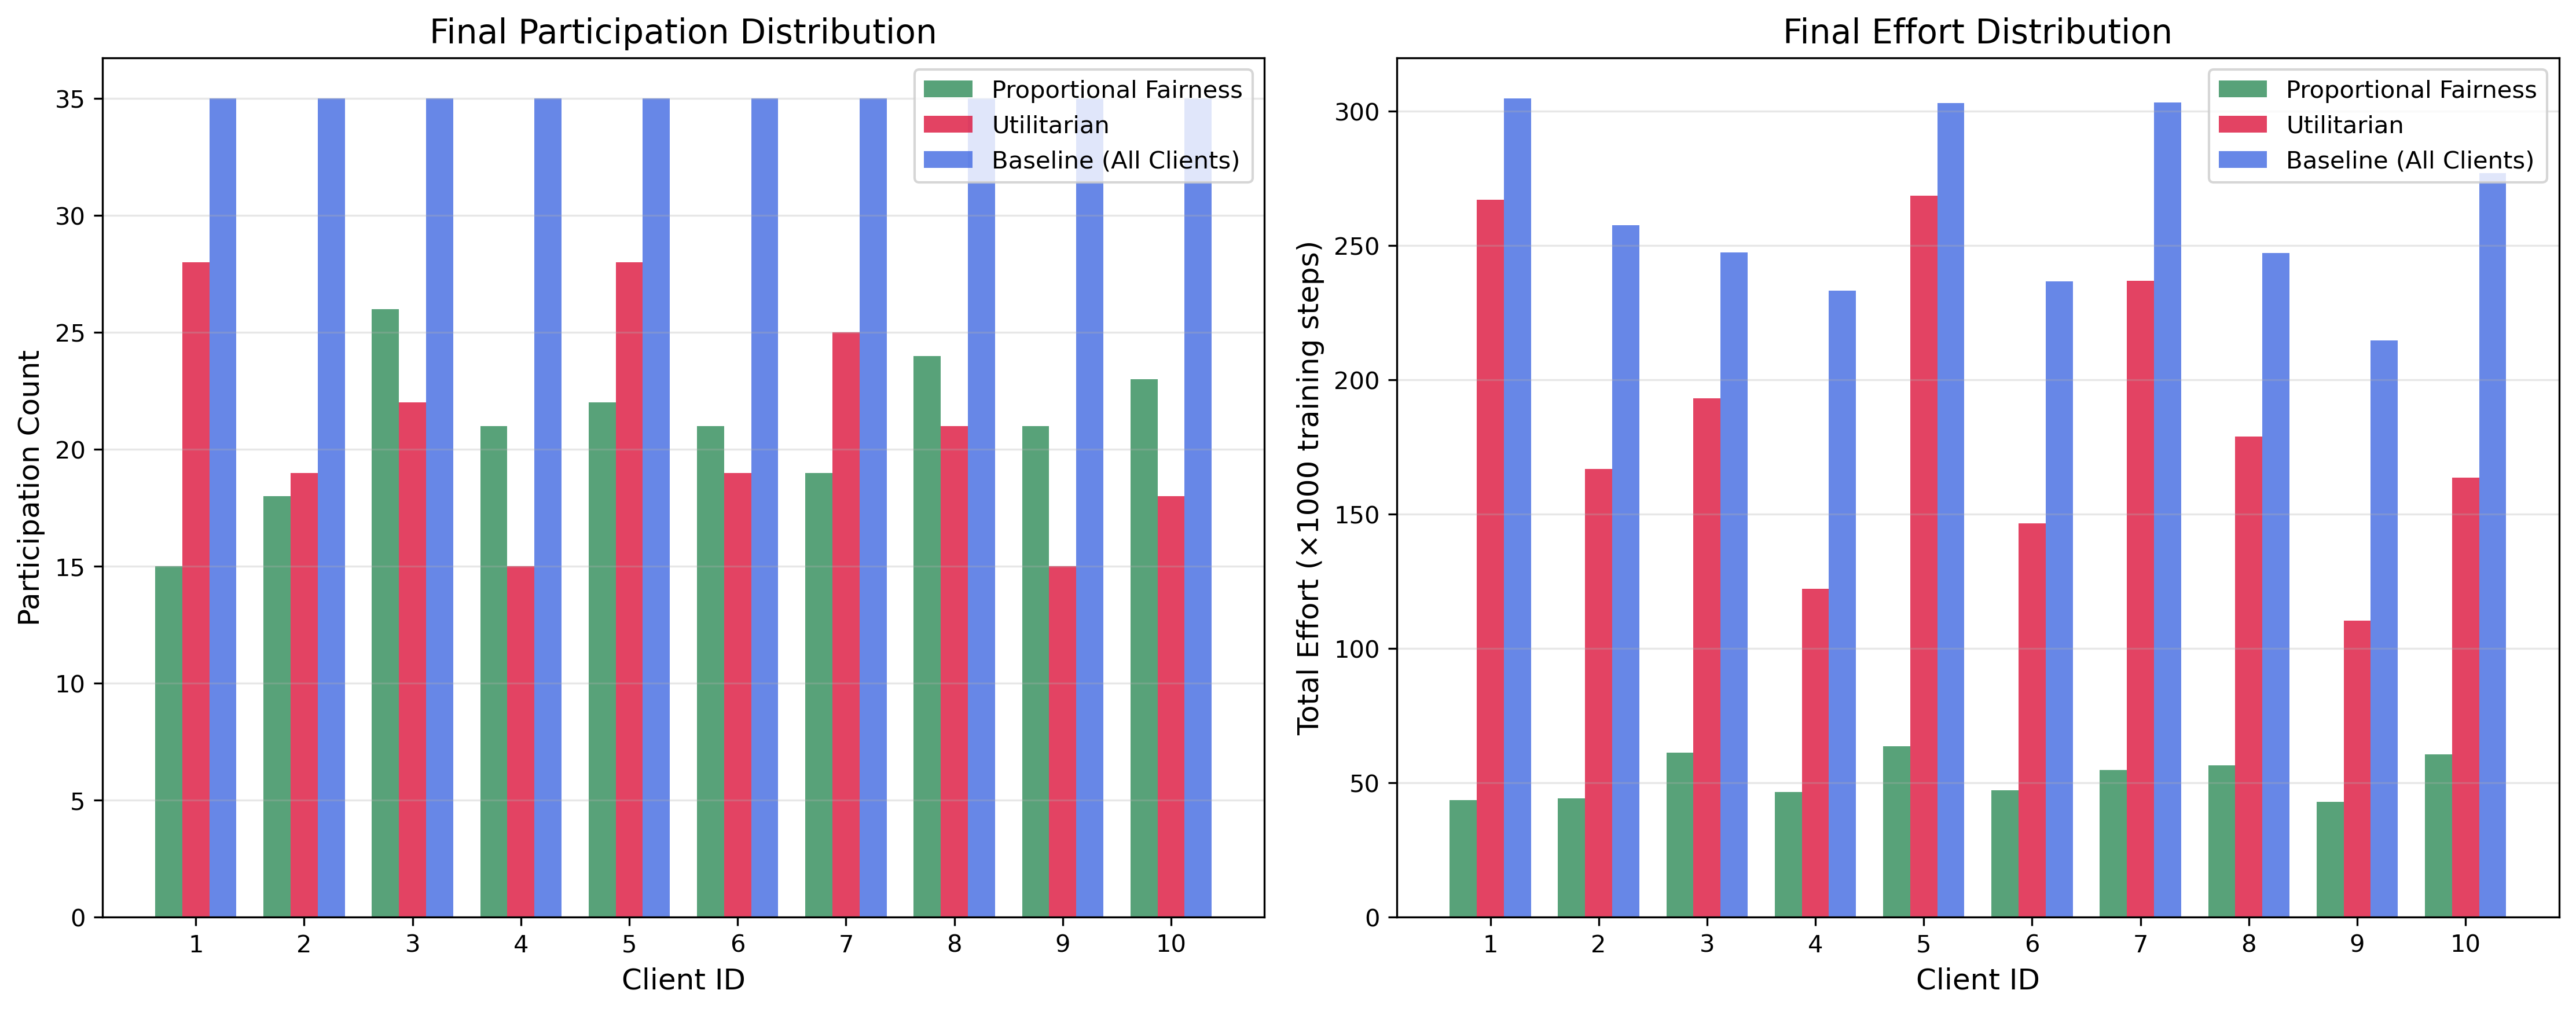 Final Participation Distribution
Participation Count
35
30
25
20
15
10
5
0
Proportional Fairness
Utilitarian
Baseline (All Clients)
1 2 3 4 5 6 7 8 9 10
Client ID
Final Effort Distribution
Total Effort (×1000 training steps)
300
250
200
150
100
50
0
Proportional Fairness
Utilitarian
Baseline (All Clients)
1 2 3 4 5 6 7 8 9 10
Client ID